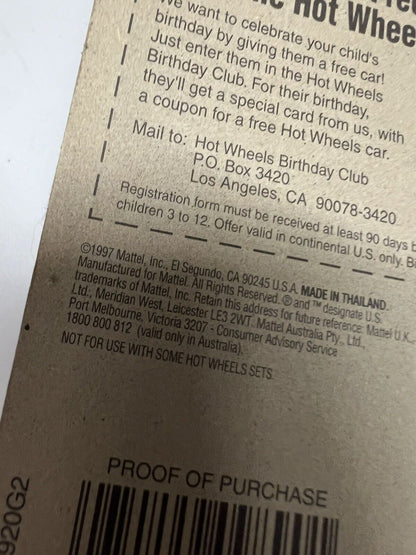 Hot Whee
We want to celebrate your child's
birthday by giving them a free car!
Just enter them in the Hot Wheels
Birthday Club. For their birthday,
they'll get a special card from us, with
a coupon for a free Hot Wheels car.
Mail to: Hot Wheels Birthday Club
P.O. Box 3420
Los Angeles, CA 90078-3420
Registration form must be received at least 90 days b
children 3 to 12. Offer valid in continental U.S. only. Bi
©1997 Mattel, Inc., El Segundo, CA 90245 U.S.A. MADE IN THAILAND.
Manufactured for Mattel. All Rights Reserved. ® and ™ designate U.S.
trademarks of Mattel, Inc. Retain this address for future reference: Mattel U.K.
Ltd., Meridian West, Leicester LE3 2WT. Mattel Australia Pty., Ltd.,
Port Melbourne, Victoria 3207 - Consumer Advisory Service
1800 800 812 (valid only in Australia).
NOT FOR USE WITH SOME HOT WHEELS SETS.
PROOF OF PURCHASE
920G2